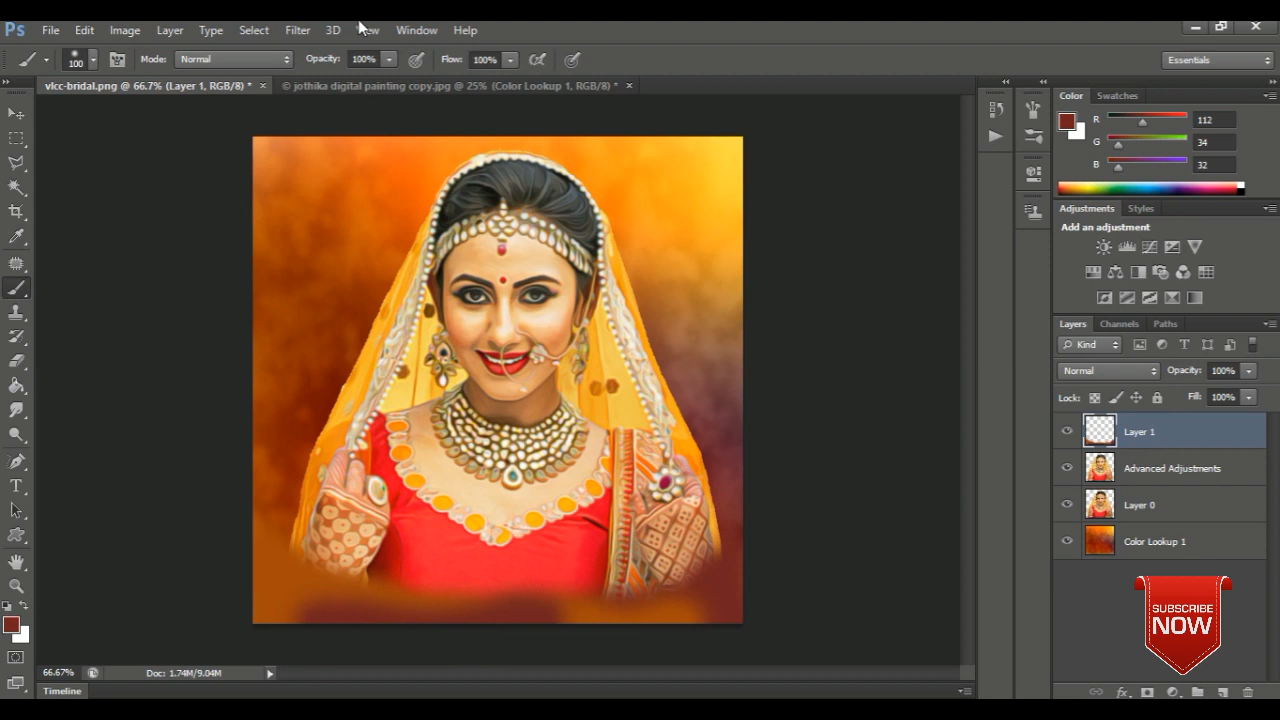 Ps File Edit Image Layer Type Select Filter 3D Window Help
100 Mode: Normal Opacity: 100% Flow: 100% Essentials
vlcc-bridal.png @ 66.7% (Layer 1, RGB/8) * × © jothika digital painting copy.jpg @ 25% (Color Lookup 1, RGB/8) * ×
Color Swatches
R 112
G 34
B 32
Adjustments Styles
Add an adjustment
Layers Channels Paths
Kind
Normal Opacity: 100%
Lock: Fill: 100%
Layer 1
Advanced Adjustments
Layer 0
Color Lookup 1
SUBSCRIBE
NOW
66.67% Doc: 1.74M/9.04M
Timeline